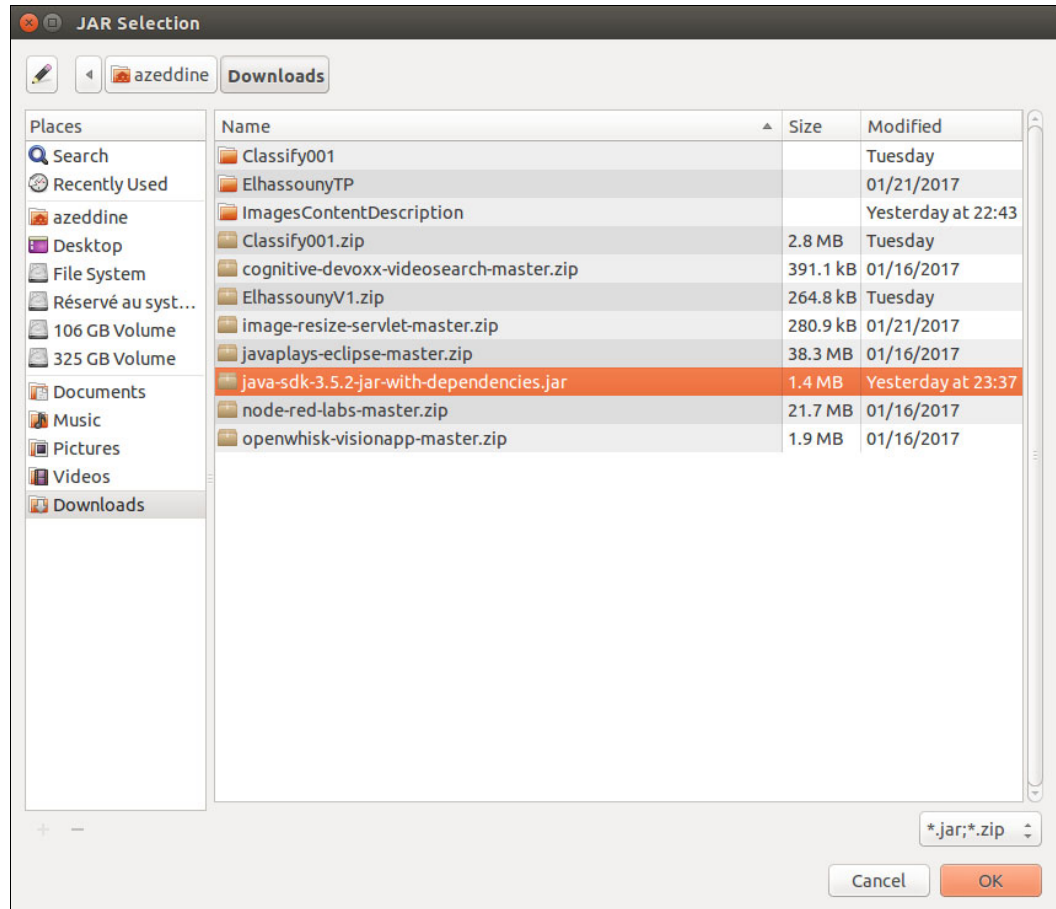 JAR Selection
azeddine Downloads
Places
Search
Recently Used
azeddine
Desktop
File System
Réservé au syst...
106 GB Volume
325 GB Volume
Documents
Music
Pictures
Videos
Downloads
Name Size Modified
Classify001 Tuesday
ElhassounyTP 01/21/2017
ImagesContentDescription Yesterday at 22:43
Classify001.zip 2.8 MB Tuesday
cognitive-devoxx-videosearch-master.zip 391.1 kB 01/16/2017
ElhassounyV1.zip 264.8 kB Tuesday
image-resize-servlet-master.zip 280.9 kB 01/21/2017
javaplays-eclipse-master.zip 38.3 MB 01/16/2017
java-sdk-3.5.2-jar-with-dependencies.jar 1.4 MB Yesterday at 23:37
node-red-labs-master.zip 21.7 MB 01/16/2017
openwhisk-visionapp-master.zip 1.9 MB 01/16/2017
*.jar;*.zip
Cancel OK